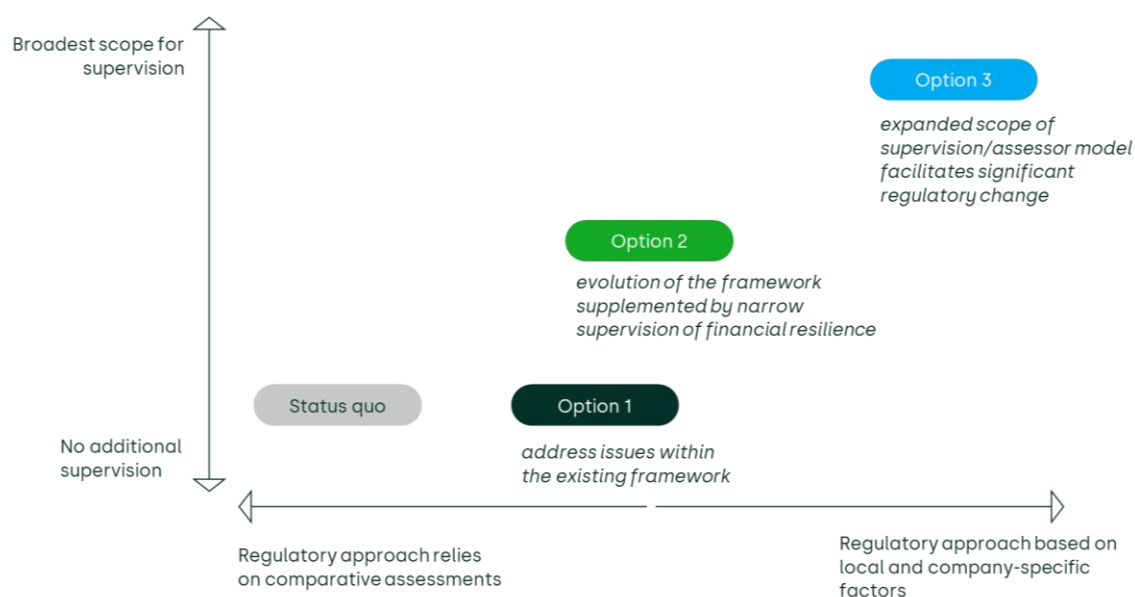 Broadest scope for
supervision
Option 3
expanded scope of
supervision/assessor model
facilitates significant
regulatory change
Option 2
evolution of the framework
supplemented by narrow
supervision of financial resilience
Status quo
Option 1
address issues within
the existing framework
No additional
supervision
Regulatory approach relies
on comparative assessments
Regulatory approach based on
local and company-specific
factors